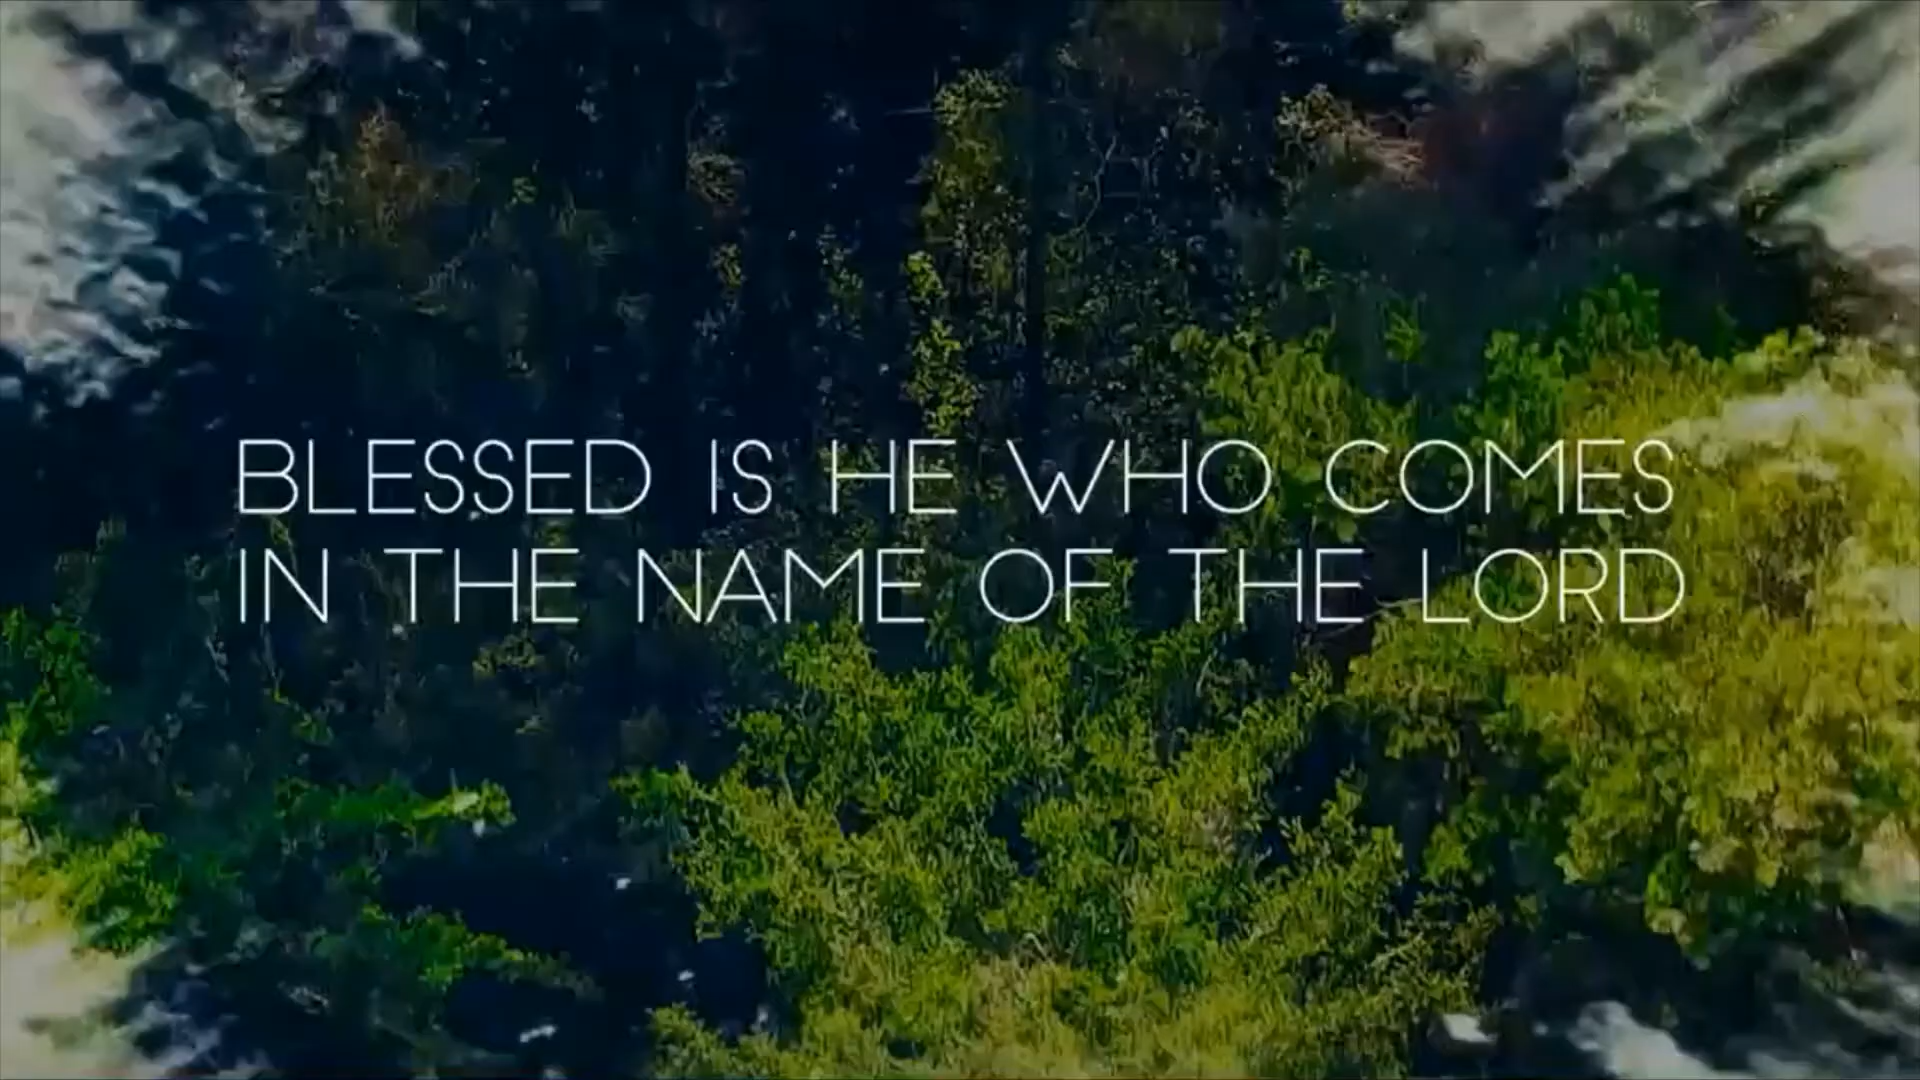 BLESSED IS HE WHO COMES
IN THE NAME OF THE LORD